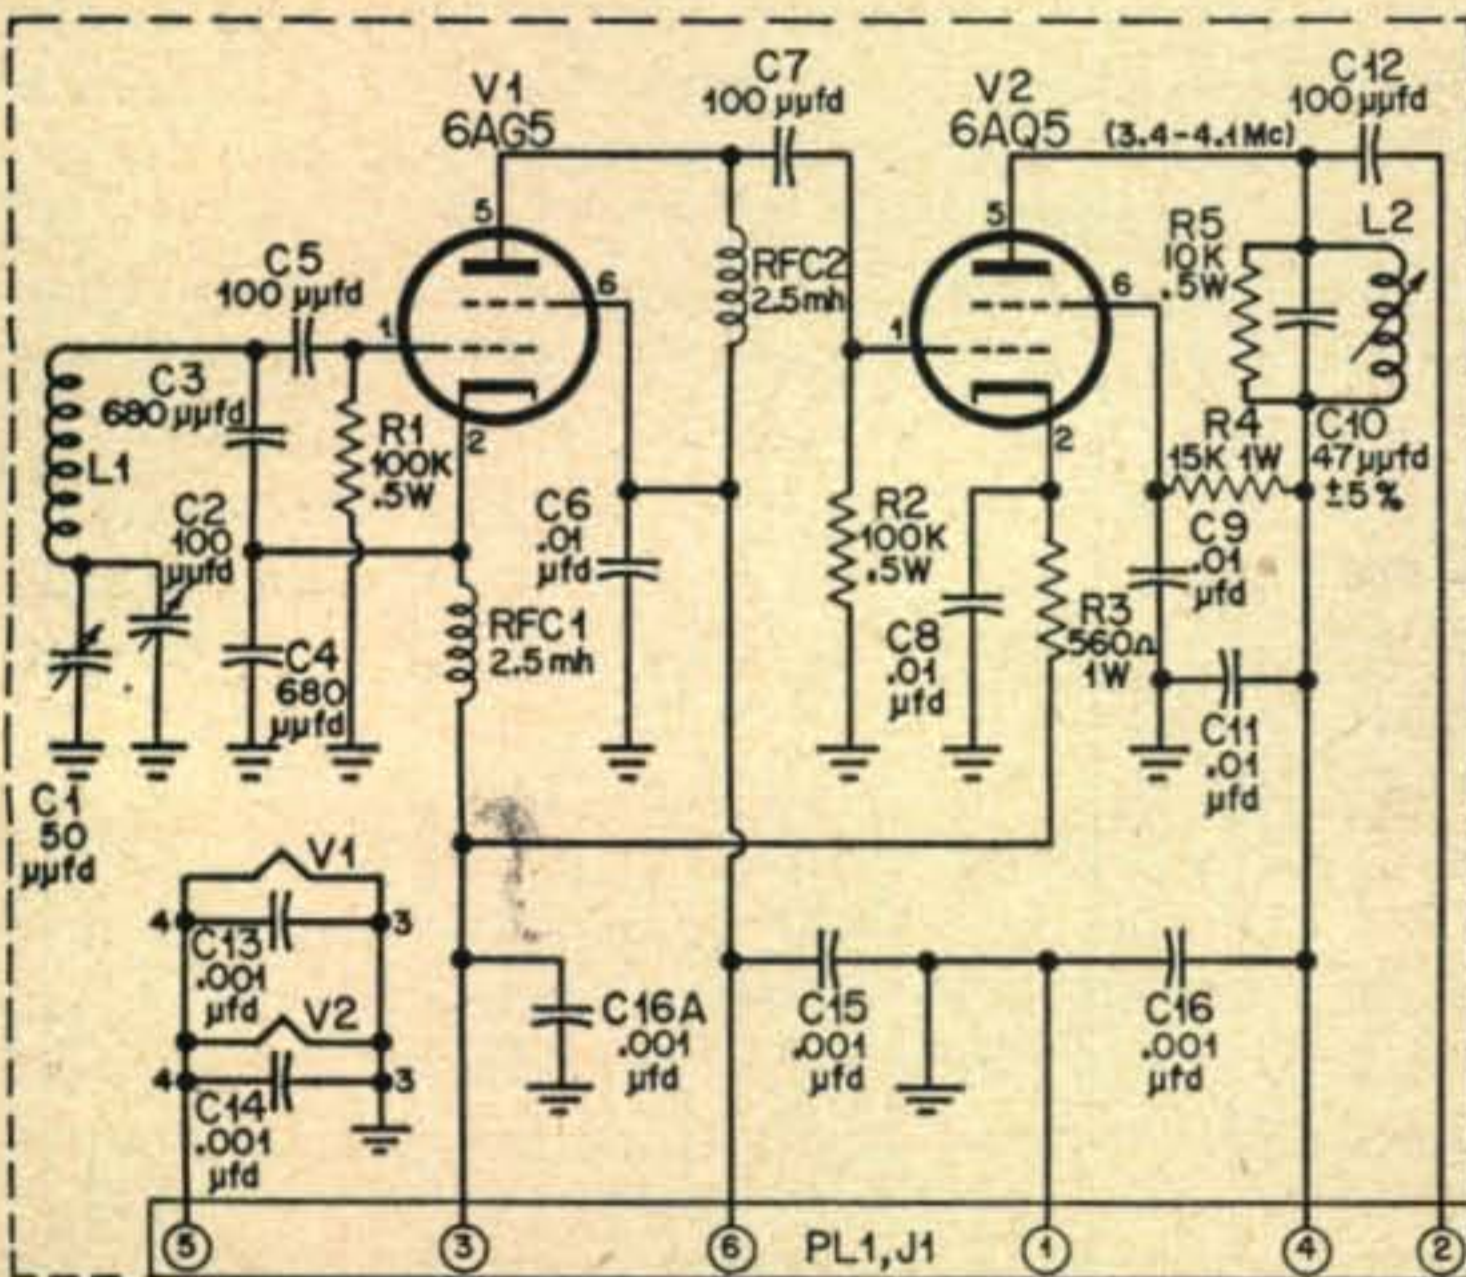 V1
6AG5
C7
100 µµfd
V2
6AQ5
(3.4-4.1Mc)
C12
100 µµfd
5
5
C5
100 µµfd
6
RFC2
2.5mh
6
R5
10K
.5W
L2
1
1
C3
680 µµfd
L1
R1
100K
.5W
2
2
R4
15K 1W
C10
47µµfd
±5%
C2
100
µµfd
C6
.01
µfd
R2
100K
.5W
C9
.01
µfd
RFC1
2.5mh
C8
.01
µfd
R3
560Ω
1W
C4
680
µµfd
C11
.01
µfd
C1
50
µµfd
V1
4
3
C13
.001
µfd
V2
4
3
C14
.001
µfd
C16A
.001
µfd
C15
.001
µfd
C16
.001
µfd
5
3
6
PL1,J1
1
4
2